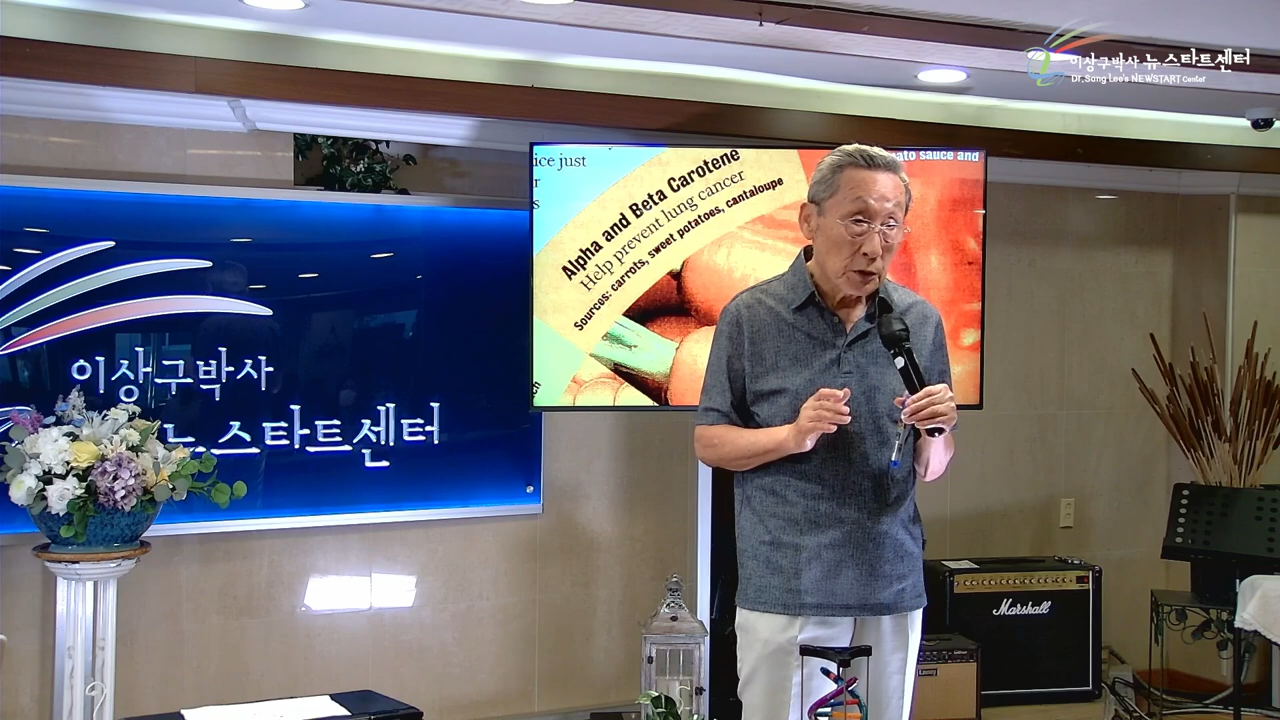 이상구박사 뉴스타트센터
Dr. Sang Lee's NEWSTART Center
ice just
r
s
Alpha and Beta Carotene
Help prevent lung cancer
Sources: carrots, sweet potatoes, cantaloupe
ato sauce and
이상구박사
뉴스타트센터
Marshall
Laney